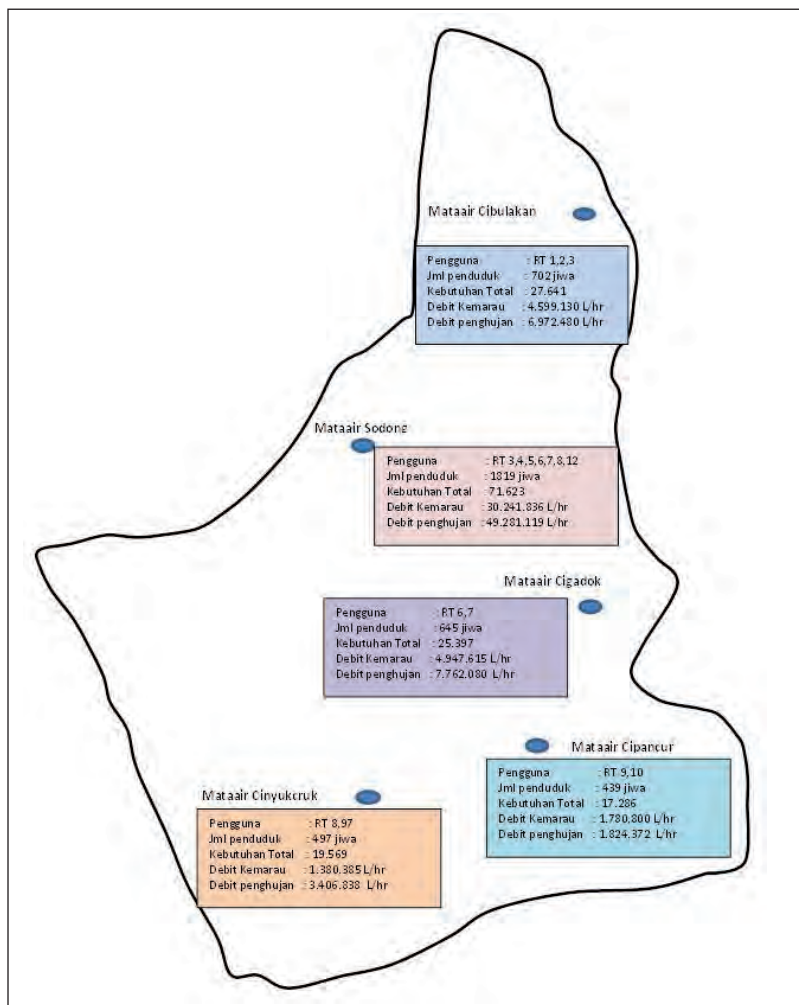 Mataair Cibulakan
Pengguna : RT 1,2,3
Jml penduduk : 702 jiwa
Kebutuhan Total : 27.641
Debit Kemarau : 4.599.130 L/hr
Debit penghujan : 6.972.480 L/hr
Mataair Sodong
Pengguna : RT 3,4,5,6,7,8,12
Jml penduduk : 1819 jiwa
Kebutuhan Total : 71.623
Debit Kemarau : 30.241.836 L/hr
Debit penghujan : 49.281.119 L/hr
Mataair Cigadok
Pengguna : RT 6,7
Jml penduduk : 645 jiwa
Kebutuhan Total : 25.397
Debit Kemarau : 4.947.615 L/hr
Debit penghujan : 7.762.080 L/hr
Mataair Cipancur
Pengguna : RT 9,10
Jml penduduk : 439 jiwa
Kebutuhan Total : 17.286
Debit Kemarau : 1.780.800 L/hr
Debit penghujan : 1.824.372 L/hr
Mataair Cinyukcruk
Pengguna : RT 8,97
Jml penduduk : 497 jiwa
Kebutuhan Total : 19.569
Debit Kemarau : 1.380.385 L/hr
Debit penghujan : 3.406.838 L/hr